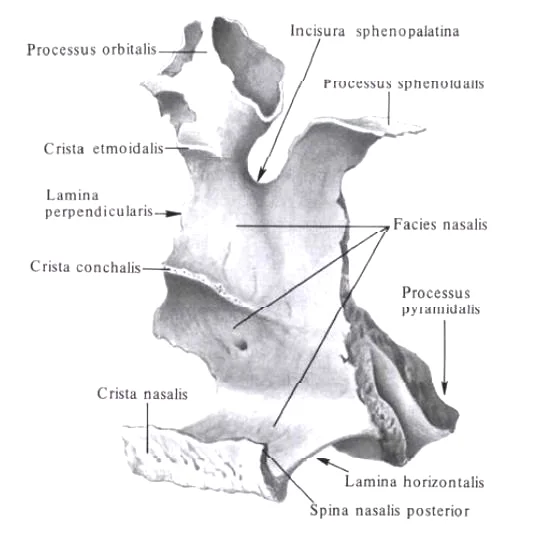 Incisura sphenopalatina
Processus orbitalis
Processus sphenoidalis
Crista etmoidalis
Lamina
perpendicularis
Facies nasalis
Crista conchalis
Processus
pyramidalis
Crista nasalis
Lamina horizontalis
Spina nasalis posterior